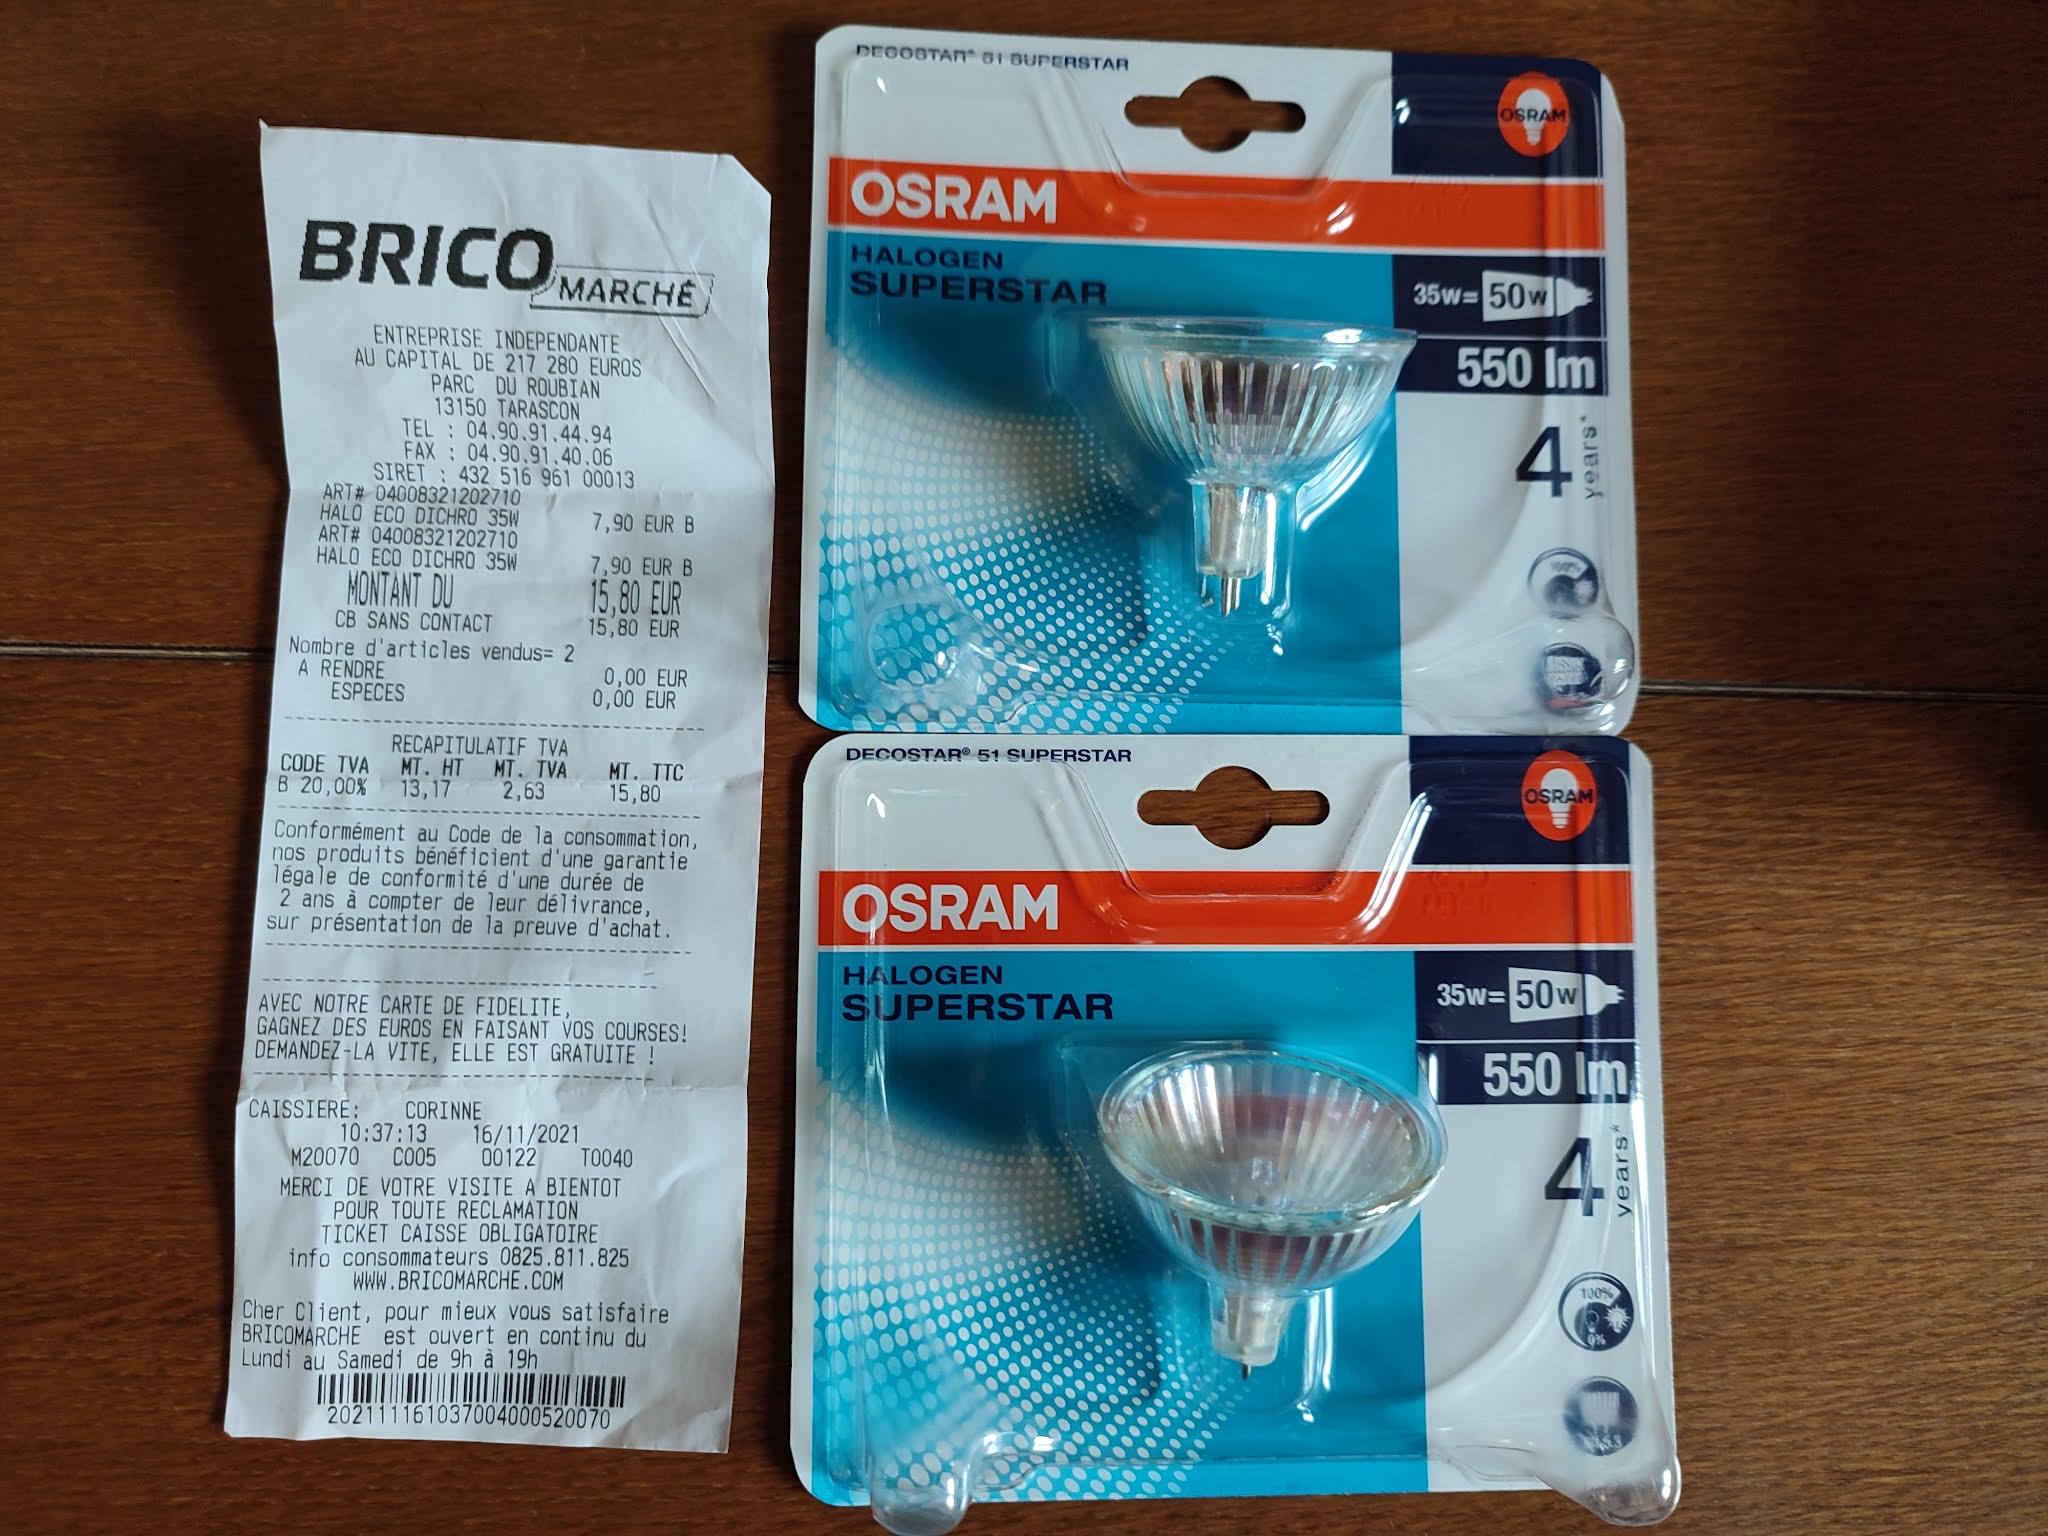 BRICO
MARCHÉ
ENTREPRISE INDEPENDANTE
AU CAPITAL DE 217 280 EUROS
PARC DU ROUBIAN
13150 TARASCON
TEL : 04.90.91.44.94
FAX : 04.90.91.40.06
SIRET : 432 516 961 00013
ART# 04008321202710
HALO ECO DICHRO 35W 7,90 EUR B
ART# 04008321202710
HALO ECO DICHRO 35W 7,90 EUR B
MONTANT DU 15,80 EUR
CB SANS CONTACT 15,80 EUR
Nombre d'articles vendus= 2
A RENDRE 0,00 EUR
ESPECES 0,00 EUR
RECAPITULATIF TVA
CODE TVA MT. HT MT. TVA MT. TTC
B 20,00% 13,17 2,63 15,80
Conformément au Code de la consommation,
nos produits bénéficient d'une garantie
légale de conformité d'une durée de
2 ans à compter de leur délivrance,
sur présentation de la preuve d'achat.
AVEC NOTRE CARTE DE FIDELITE,
GAGNEZ DES EUROS EN FAISANT VOS COURSES!
DEMANDEZ-LA VITE, ELLE EST GRATUITE !
CAISSIERE: CORINNE
10:37:13 16/11/2021
M20070 C005 00122 T0040
MERCI DE VOTRE VISITE A BIENTOT
POUR TOUTE RECLAMATION
TICKET CAISSE OBLIGATOIRE
info consommateurs 0825.811.825
WWW.BRICOMARCHE.COM
Cher Client, pour mieux vous satisfaire
BRICOMARCHE est ouvert en continu du
Lundi au Samedi de 9h à 19h
20211116103700400520070
DECOSTAR® 51 SUPERSTAR
OSRAM
OSRAM
HALOGEN
SUPERSTAR
35W= 50W
550 lm
4 years*
100%
DECOSTAR® 51 SUPERSTAR
OSRAM
OSRAM
HALOGEN
SUPERSTAR
35W= 50W
550 lm
4 years*
100%
0%